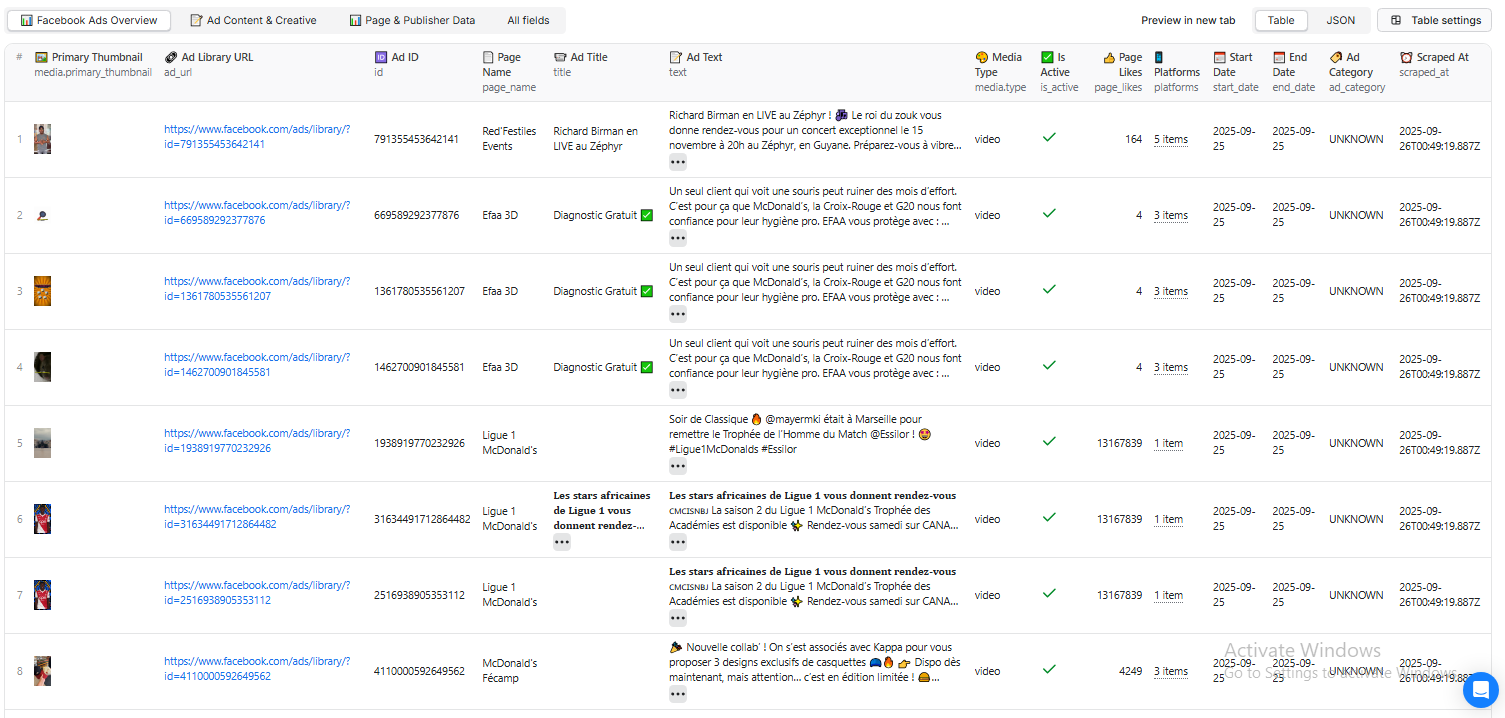 📊 Facebook Ads Overview 📝 Ad Content & Creative 📊 Page & Publisher Data All fields Preview in new tab Table JSON Table settings
# 🖼️ Primary Thumbnail 🔗 Ad Library URL 🆔 Ad ID 📄 Page Name 📰 Ad Title 📝 Ad Text 🎨 Media Type ✅ Is Active 👍 Page Likes 📱 Platforms 📅 Start Date 📅 End Date 🏷️ Ad Category ⏰ Scraped At
media.primary_thumbnail ad_url id page_name title text media.type is_active page_likes platforms start_date end_date ad_category scraped_at
1
https://www.facebook.com/ads/library/?
id=791355453642141
791355453642141
Red'Festiles
Events
Richard Birman en
LIVE au Zéphyr
Richard Birman en LIVE au Zéphyr ! 🎶 Le roi du zouk vous
donne rendez-vous pour un concert exceptionnel le 15
novembre à 20h au Zéphyr, en Guyane. Préparez-vous à vibre...
video
164
5 items
2025-09-
25
2025-09-
25
UNKNOWN
2025-09-
26T00:49:19.887Z
2
https://www.facebook.com/ads/library/?
id=669589292377876
669589292377876
Efaa 3D
Diagnostic Gratuit ✅
Un seul client qui voit une souris peut ruiner des mois d'effort.
C'est pour ça que McDonald's, la Croix-Rouge et G20 nous font
confiance pour leur hygiène pro. EFAA vous protège avec : ...
video
4
3 items
2025-09-
25
2025-09-
25
UNKNOWN
2025-09-
26T00:49:19.887Z
3
https://www.facebook.com/ads/library/?
id=1361780535561207
1361780535561207
Efaa 3D
Diagnostic Gratuit ✅
Un seul client qui voit une souris peut ruiner des mois d'effort.
C'est pour ça que McDonald's, la Croix-Rouge et G20 nous font
confiance pour leur hygiène pro. EFAA vous protège avec : ...
video
4
3 items
2025-09-
25
2025-09-
25
UNKNOWN
2025-09-
26T00:49:19.887Z
4
https://www.facebook.com/ads/library/?
id=1462700901845581
1462700901845581
Efaa 3D
Diagnostic Gratuit ✅
Un seul client qui voit une souris peut ruiner des mois d'effort.
C'est pour ça que McDonald's, la Croix-Rouge et G20 nous font
confiance pour leur hygiène pro. EFAA vous protège avec : ...
video
4
3 items
2025-09-
25
2025-09-
25
UNKNOWN
2025-09-
26T00:49:19.887Z
5
https://www.facebook.com/ads/library/?
id=1938919770232926
1938919770232926
Ligue 1
McDonald's
Soir de Classique 🔥 @mayermki était à Marseille pour
remettre le Trophée de l'Homme du Match @Essilor ! 🤩
#Ligue1McDonalds #Essilor
video
13167839
1 item
2025-09-
25
2025-09-
25
UNKNOWN
2025-09-
26T00:49:19.887Z
6
https://www.facebook.com/ads/library/?
id=31634491712864482
31634491712864482
Ligue 1
McDonald's
Les stars africaines
de Ligue 1 vous
donnent rendez-...
Les stars africaines de Ligue 1 vous donnent rendez-vous
🇨🇲🇨🇮🇸🇳🇧🇯 La saison 2 du Ligue 1 McDonald's Trophée des
Académies est disponible ✨ Rendez-vous samedi sur CANA...
video
13167839
1 item
2025-09-
25
2025-09-
25
UNKNOWN
2025-09-
26T00:49:19.887Z
7
https://www.facebook.com/ads/library/?
id=2516938905353112
2516938905353112
Ligue 1
McDonald's
Les stars africaines de Ligue 1 vous donnent rendez-vous
🇨🇲🇨🇮🇸🇳🇧🇯 La saison 2 du Ligue 1 McDonald's Trophée des
Académies est disponible ✨ Rendez-vous samedi sur CANA...
video
13167839
1 item
2025-09-
25
2025-09-
25
UNKNOWN
2025-09-
26T00:49:19.887Z
8
https://www.facebook.com/ads/library/?
id=4110000592649562
4110000592649562
McDonald's
Fécamp
🎉 Nouvelle collab' ! On s'est associés avec Kappa pour vous
proposer 3 designs exclusifs de casquettes 🧢🔥 👉 Dispo dès
maintenant, mais attention... c'est en édition limitée ! 🍔...
video
4249
3 items
2025-09-
25
2025-09-
25
UNKNOWN
2025-09-
26T00:49:19.887Z
Activate Windows
Go to Settings to activate Windows.